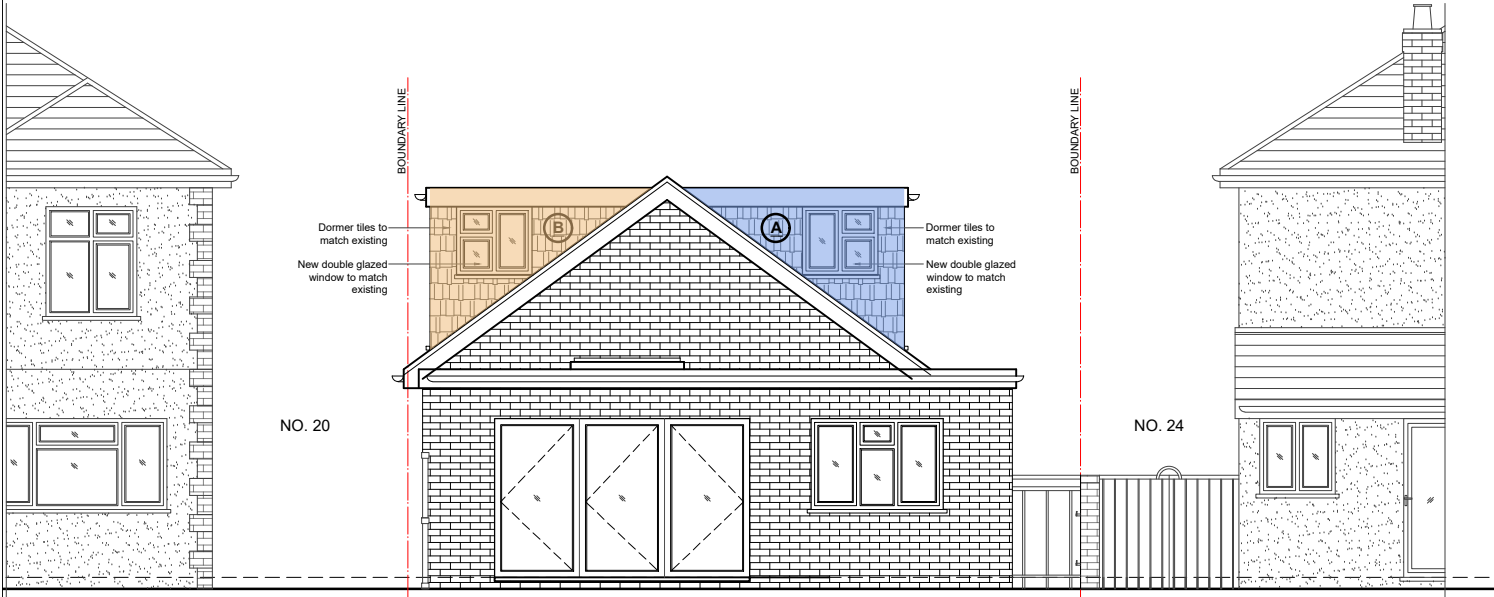 BOUNDARY LINE
BOUNDARY LINE
Dormer tiles to
match existing
B
A
Dormer tiles to
match existing
New double glazed
window to match
existing
New double glazed
window to match
existing
NO. 20
NO. 24